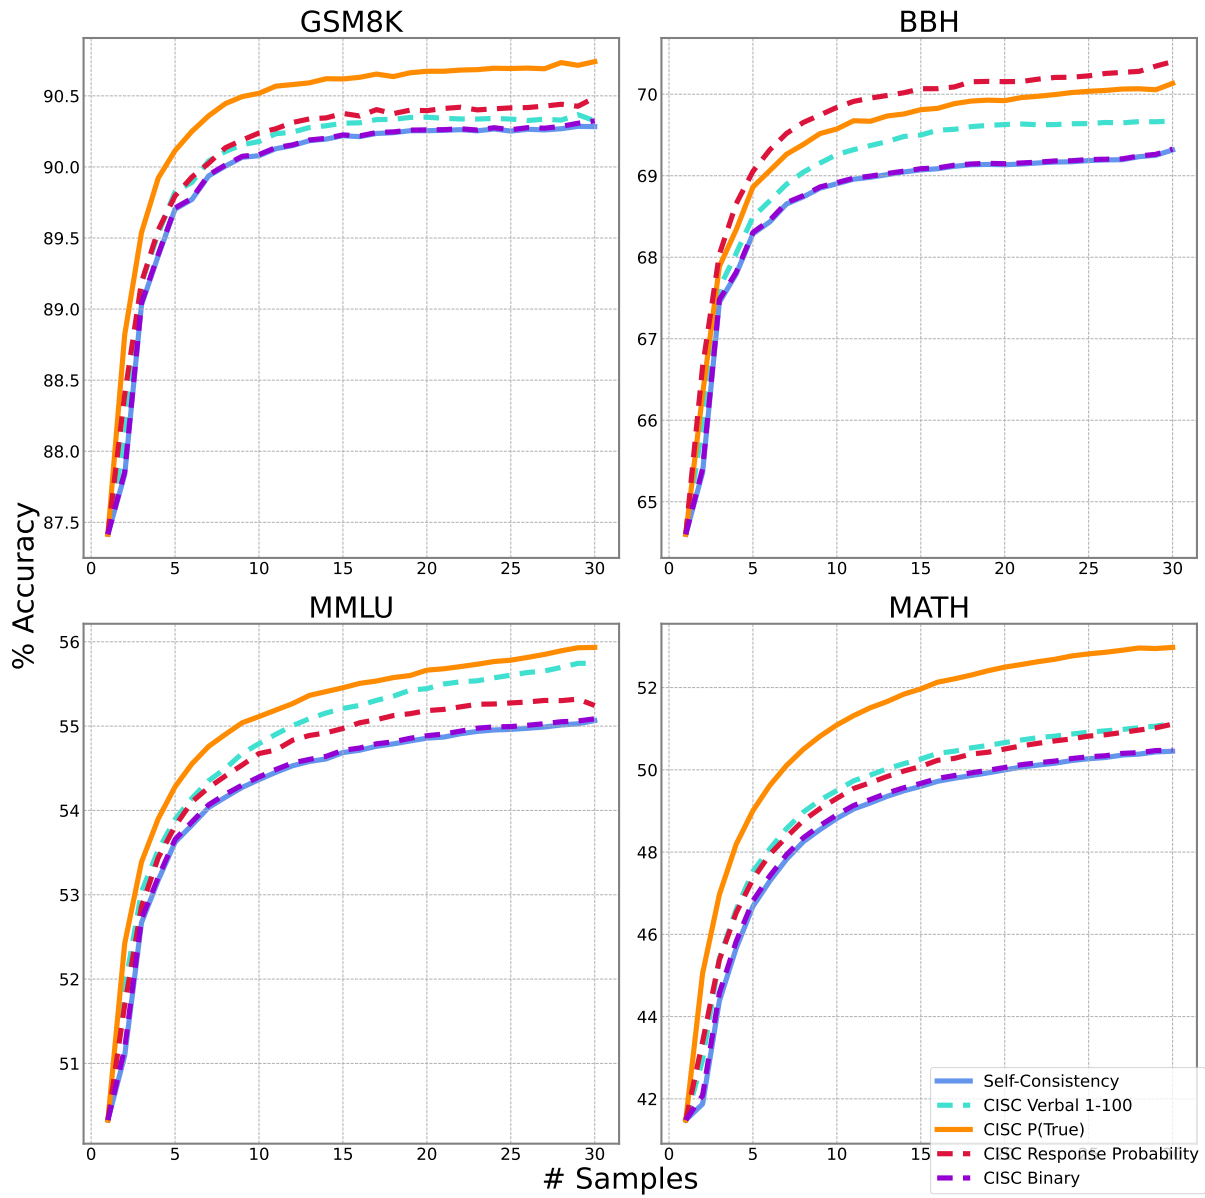 GSM8K
BBH
90.5
90.0
89.5
89.0
88.5
88.0
87.5
0 5 10 15 20 25 30
70
69
68
67
66
65
0 5 10 15 20 25 30
% Accuracy
MMLU
MATH
56
55
54
53
52
51
0 5 10 15 20 25 30
52
50
48
46
44
42
0 5 10 15 20 25 30
Self-Consistency
CISC Verbal 1-100
CISC P(True)
CISC Response Probability
CISC Binary
# Samples